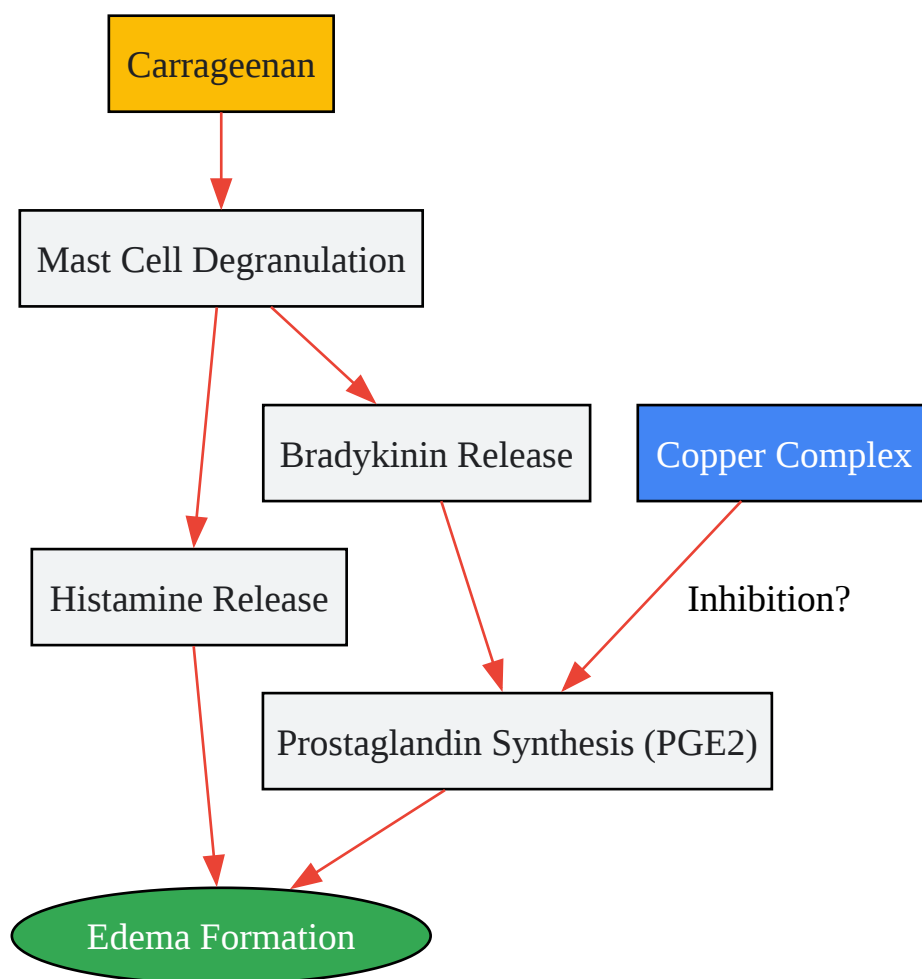 Carrageenan
Mast Cell Degranulation
Bradykinin Release
Copper Complex
Histamine Release
Inhibition?
Prostaglandin Synthesis (PGE2)
Edema Formation